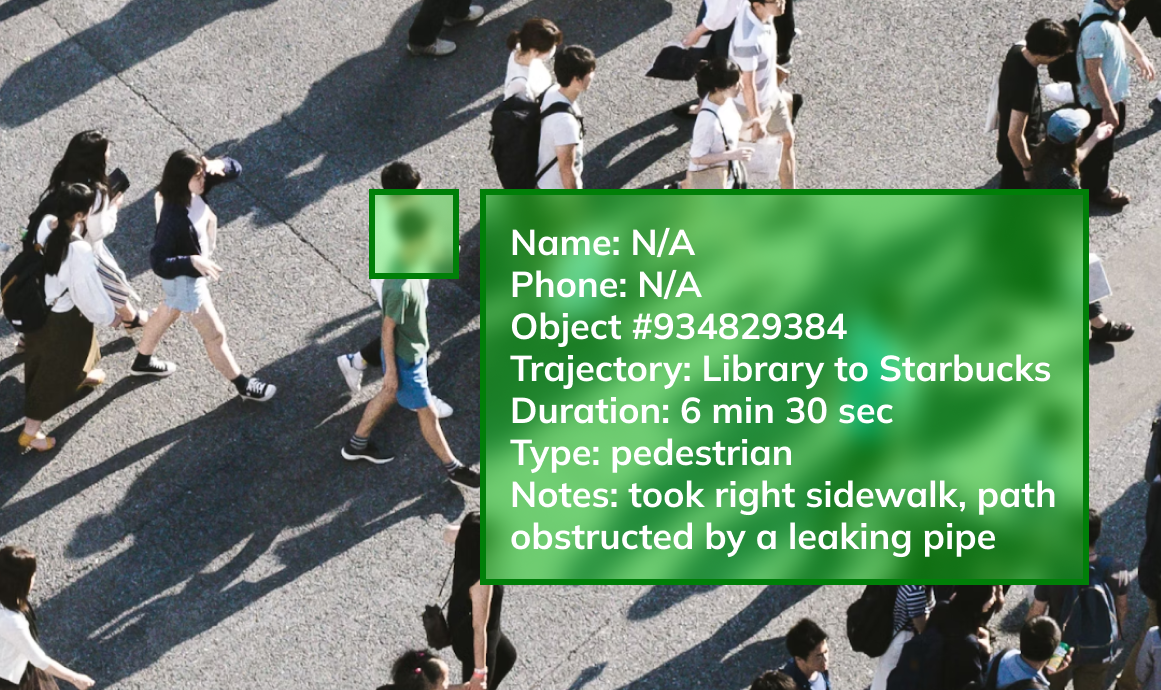 Name: N/A
Phone: N/A
Object #934829384
Trajectory: Library to Starbucks
Duration: 6 min 30 sec
Type: pedestrian
Notes: took right sidewalk, path
obstructed by a leaking pipe